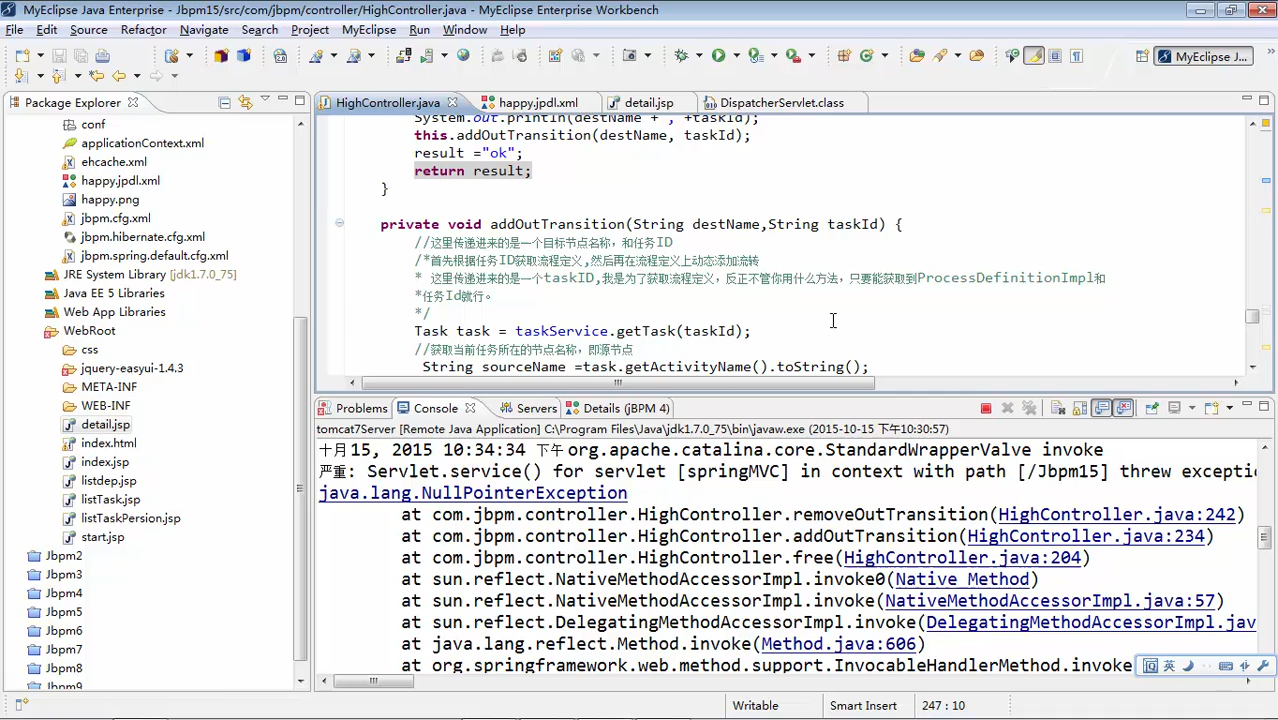 MyEclipse Java Enterprise - Jbpm15/src/com/jbpm/controller/HighController.java - MyEclipse Enterprise Workbench
File Edit Source Refactor Navigate Search Project MyEclipse Run Window Help
MyEclipse J...
Package Explorer
conf
applicationContext.xml
ehcache.xml
happy.jpdl.xml
happy.png
jbpm.cfg.xml
jbpm.hibernate.cfg.xml
jbpm.spring.default.cfg.xml
JRE System Library [jdk1.7.0_75]
Java EE 5 Libraries
Web App Libraries
WebRoot
css
jquery-easyui-1.4.3
META-INF
WEB-INF
detail.jsp
index.html
index.jsp
listdep.jsp
listTask.jsp
listTaskPersion.jsp
start.jsp
Jbpm2
Jbpm3
Jbpm4
Jbpm5
Jbpm6
Jbpm7
Jbpm8
Jbpm9
HighController.java happy.jpdl.xml detail.jsp DispatcherServlet.class
System.out.println(destName + , +taskId);
this.addOutTransition(destName, taskId);
result ="ok";
return result;
}
private void addOutTransition(String destName,String taskId) {
//这里传递进来的是一个目标节点名称，和任务ID
/*首先根据任务ID获取流程定义,然后再在流程定义上动态添加流转
* 这里传递进来的是一个taskID,我是为了获取流程定义，反正不管你用什么方法，只要能获取到ProcessDefinitionImpl和
*任务Id就行。
*/
Task task = taskService.getTask(taskId);
//获取当前任务所在的节点名称，即源节点
String sourceName =task.getActivityName().toString();
Problems Console Servers Details (jBPM 4)
tomcat7Server [Remote Java Application] C:\Program Files\Java\jdk1.7.0_75\bin\javaw.exe (2015-10-15 下午10:30:57)
十月 15, 2015 10:34:34 下午 org.apache.catalina.core.StandardWrapperValve invoke
严重: Servlet.service() for servlet [springMVC] in context with path [/Jbpm15] threw exceptio
java.lang.NullPointerException
at com.jbpm.controller.HighController.removeOutTransition(HighController.java:242)
at com.jbpm.controller.HighController.addOutTransition(HighController.java:234)
at com.jbpm.controller.HighController.free(HighController.java:204)
at sun.reflect.NativeMethodAccessorImpl.invoke0(Native Method)
at sun.reflect.NativeMethodAccessorImpl.invoke(NativeMethodAccessorImpl.java:57)
at sun.reflect.DelegatingMethodAccessorImpl.invoke(DelegatingMethodAccessorImpl.jav
at java.lang.reflect.Method.invoke(Method.java:606)
at org.springframework.web.method.support.InvocableHandlerMethod.invoke
英
Writable Smart Insert 247 : 10